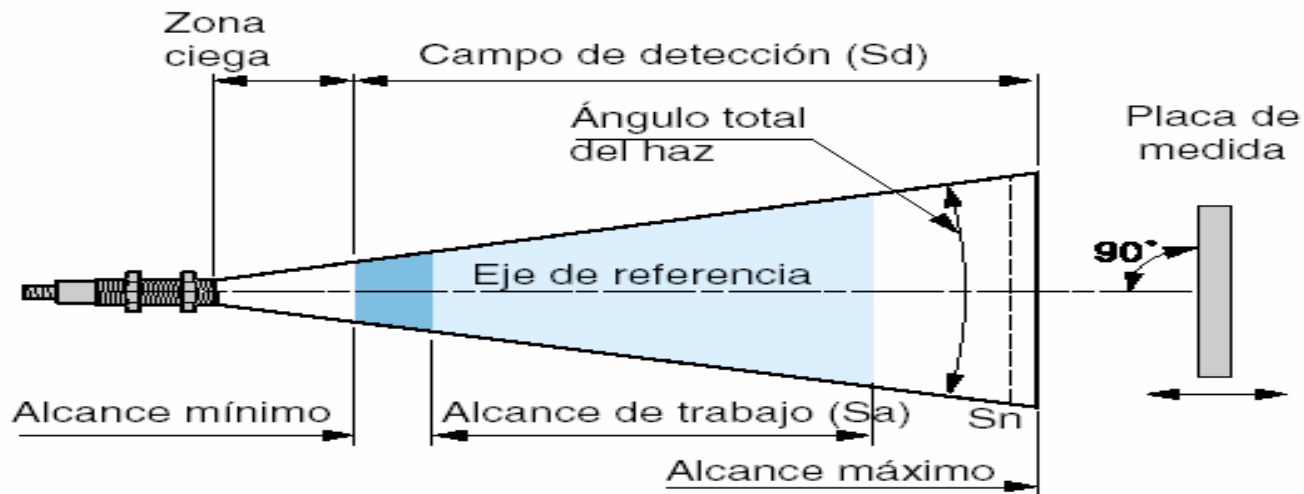 Zona
ciega
Campo de detección (Sd)
Ángulo total
del haz
Placa de
medida
90°
Eje de referencia
Alcance mínimo
Alcance de trabajo (Sa)
Sn
Alcance máximo